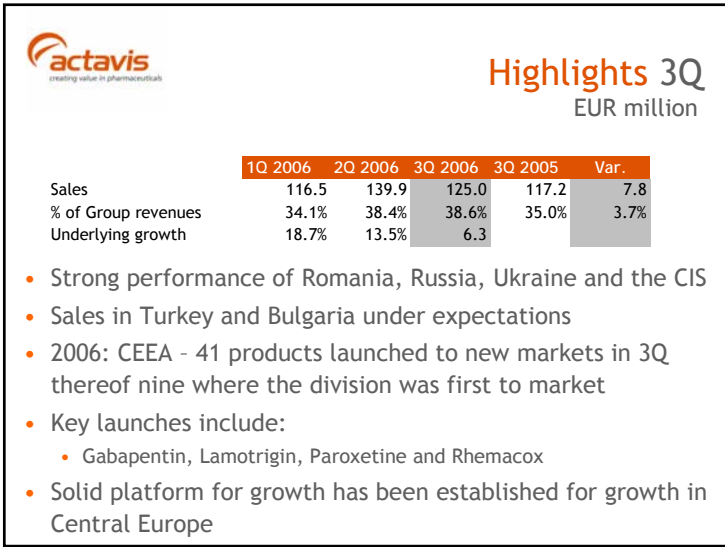 actavis
creating value in pharmaceuticals
Highlights 3Q
EUR million
1Q 2006 2Q 2006 3Q 2006 3Q 2005 Var.
Sales 116.5 139.9 125.0 117.2 7.8
% of Group revenues 34.1% 38.4% 38.6% 35.0% 3.7%
Underlying growth 18.7% 13.5% 6.3
• Strong performance of Romania, Russia, Ukraine and the CIS
• Sales in Turkey and Bulgaria under expectations
• 2006: CEEA – 41 products launched to new markets in 3Q
thereof nine where the division was first to market
• Key launches include:
• Gabapentin, Lamotrigin, Paroxetine and Rhemacox
• Solid platform for growth has been established for growth in
Central Europe